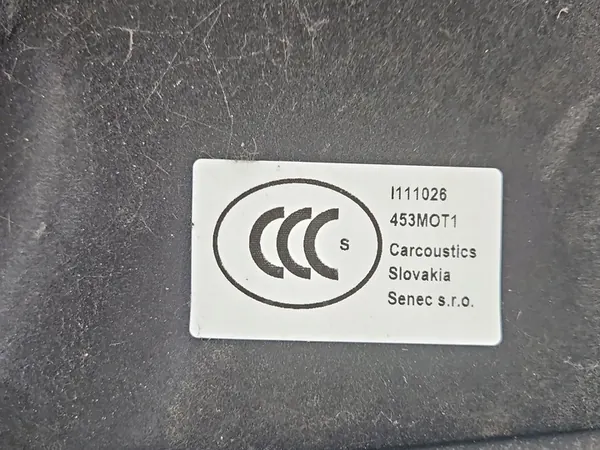 CCC S
I111026
453MOT1
Carcoustics
Slovakia
Senec s.r.o.